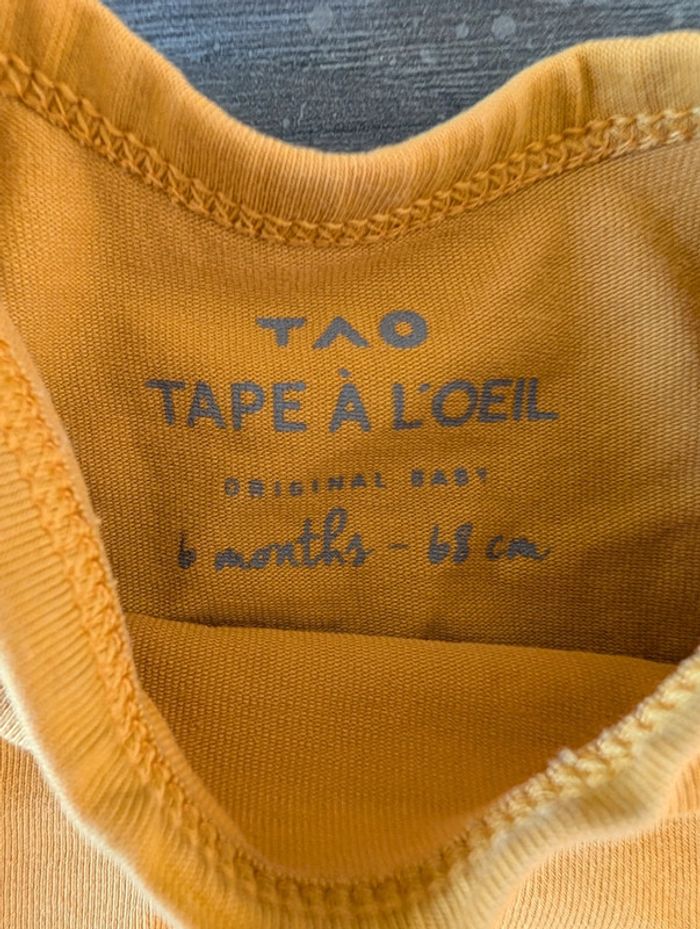 TAO
TAPE À L'OEIL
ORIGINAL BABY
6 months - 68 cm